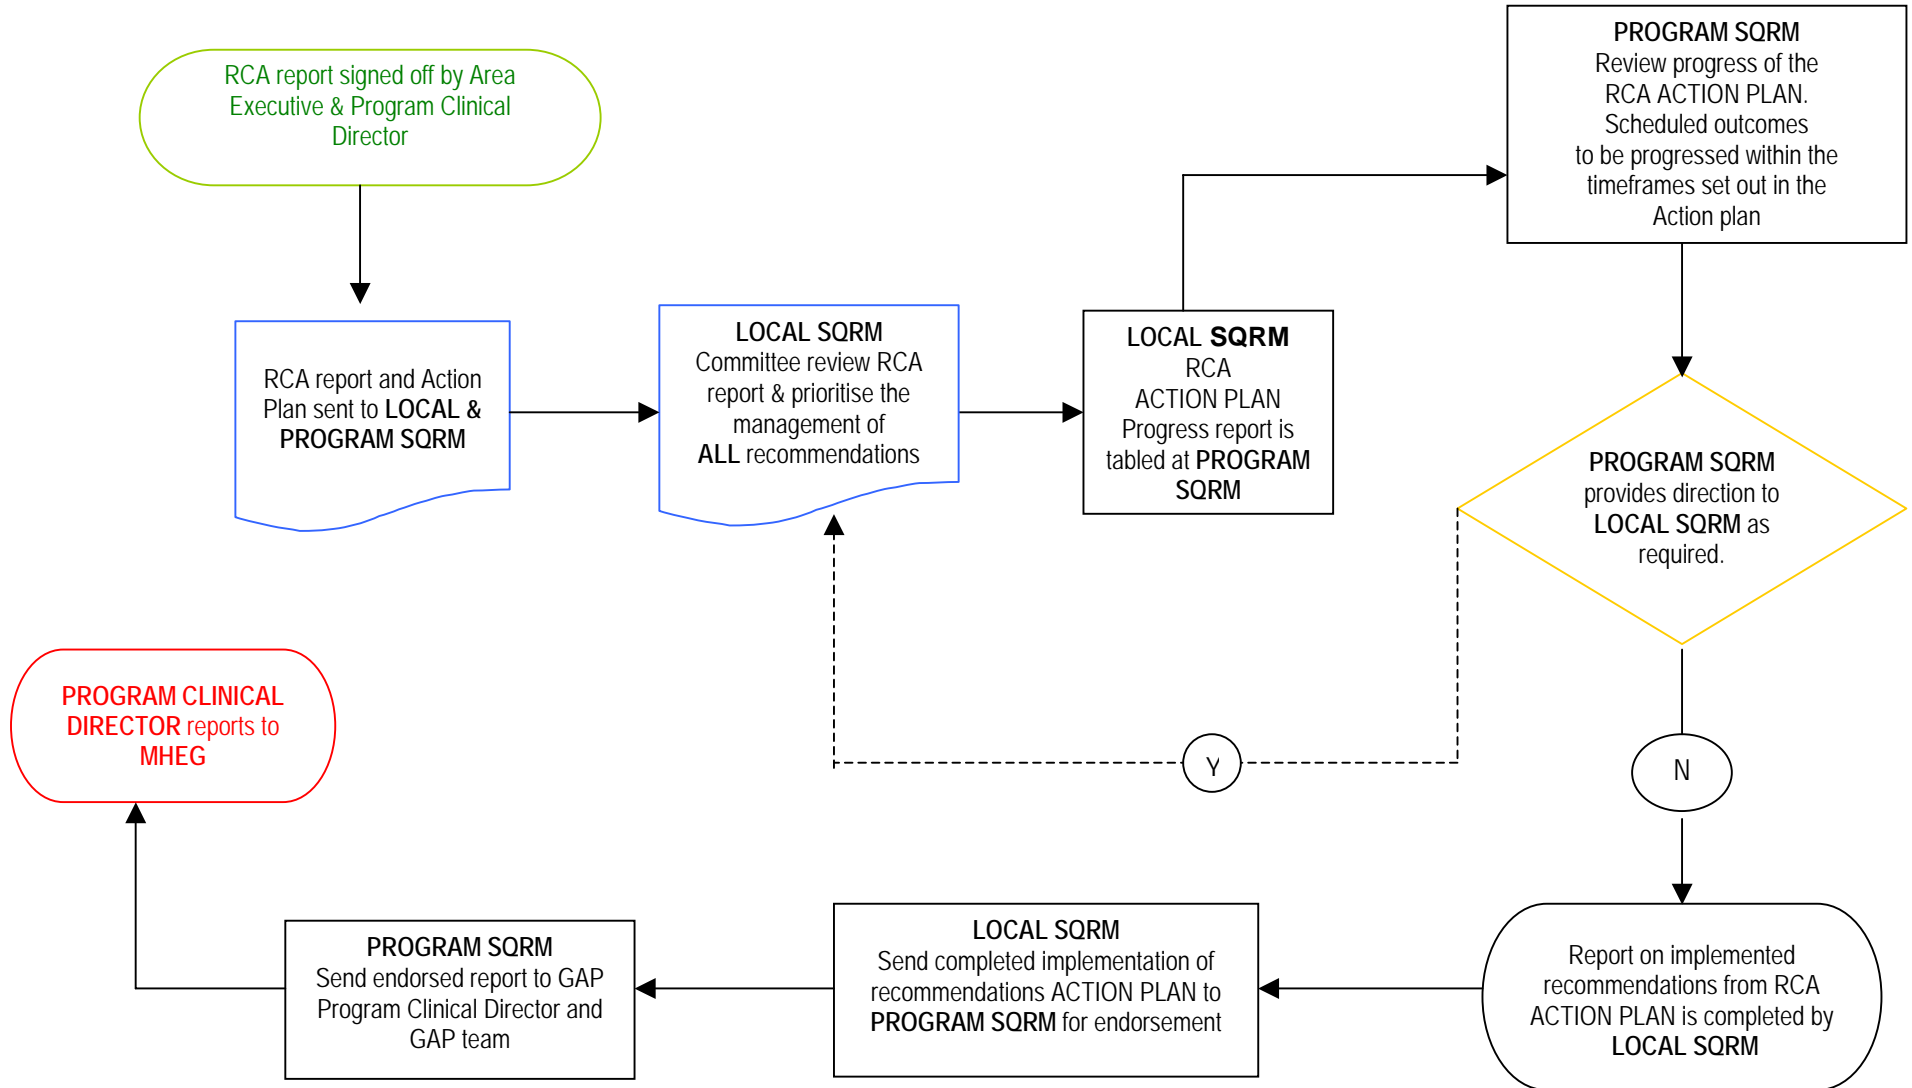 RCA report signed off by Area
Executive & Program Clinical
Director
RCA report and Action
Plan sent to LOCAL &
PROGRAM SQRM
LOCAL SQRM
Committee review RCA
report & prioritise the
management of
ALL recommendations
LOCAL SQRM
RCA
ACTION PLAN
Progress report is
tabled at PROGRAM
SQRM
PROGRAM SQRM
Review progress of the
RCA ACTION PLAN.
Scheduled outcomes
to be progressed within the
timeframes set out in the
Action plan
PROGRAM SQRM
provides direction to
LOCAL SQRM as
required.
Y
N
Report on implemented
recommendations from RCA
ACTION PLAN is completed by
LOCAL SQRM
LOCAL SQRM
Send completed implementation of
recommendations ACTION PLAN to
PROGRAM SQRM for endorsement
PROGRAM SQRM
Send endorsed report to GAP
Program Clinical Director and
GAP team
PROGRAM CLINICAL
DIRECTOR reports to
MHEG